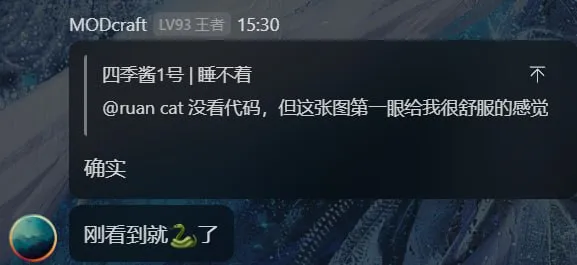 MODcraft LV93 王者 15:30
四季酱1号 | 睡不着
@ruan cat 没看代码，但这张图第一眼给我很舒服的感觉
确实
刚看到就🐍了